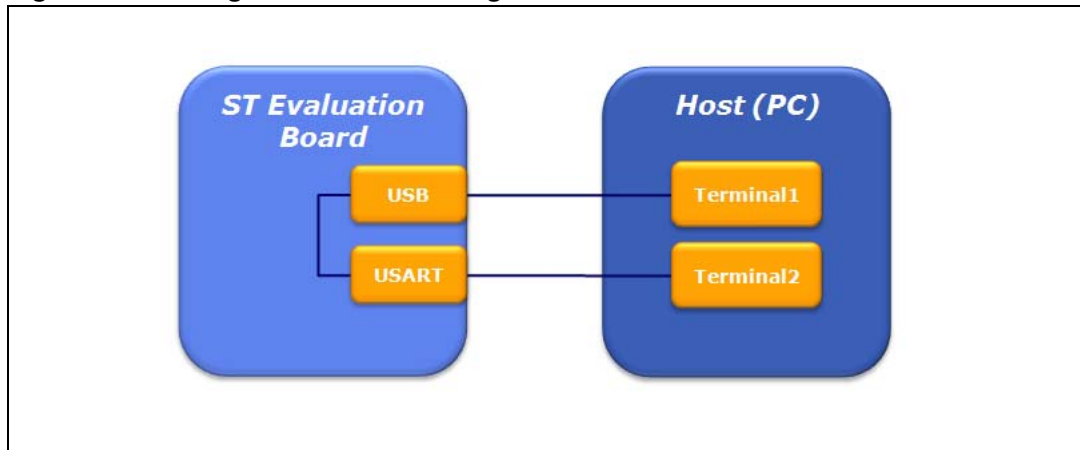 ST Evaluation
Board
Host (PC)
USB
Terminal1
USART
Terminal2